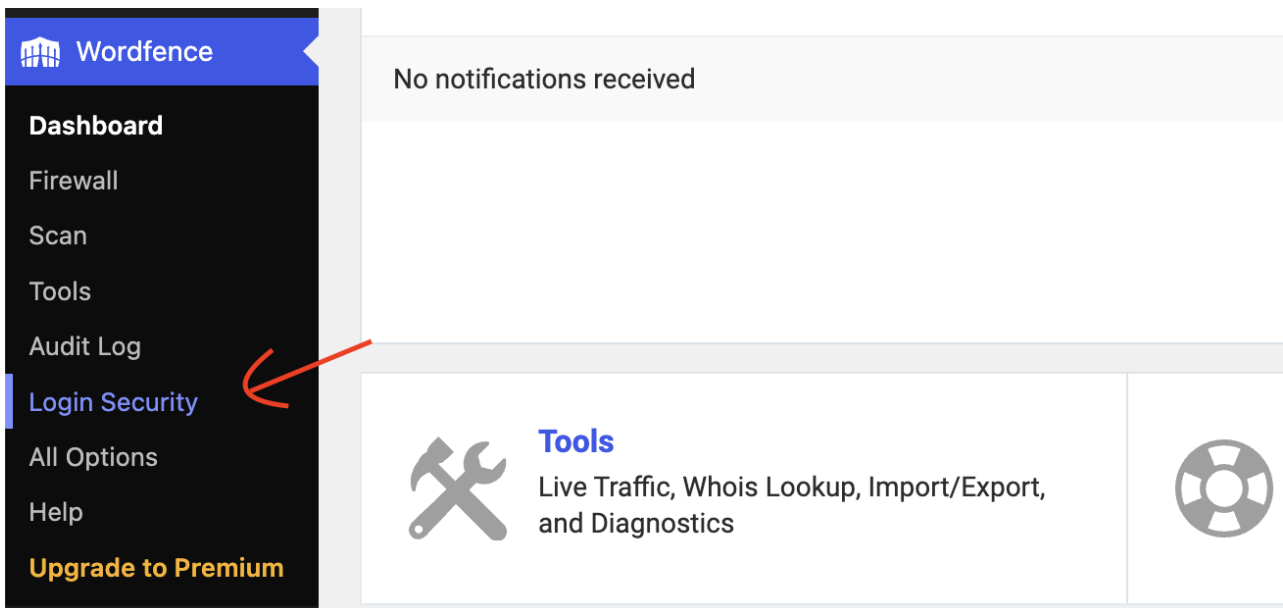 Wordfence
Dashboard
Firewall
Scan
Tools
Audit Log
Login Security
All Options
Help
Upgrade to Premium
No notifications received
Tools
Live Traffic, Whois Lookup, Import/Export,
and Diagnostics